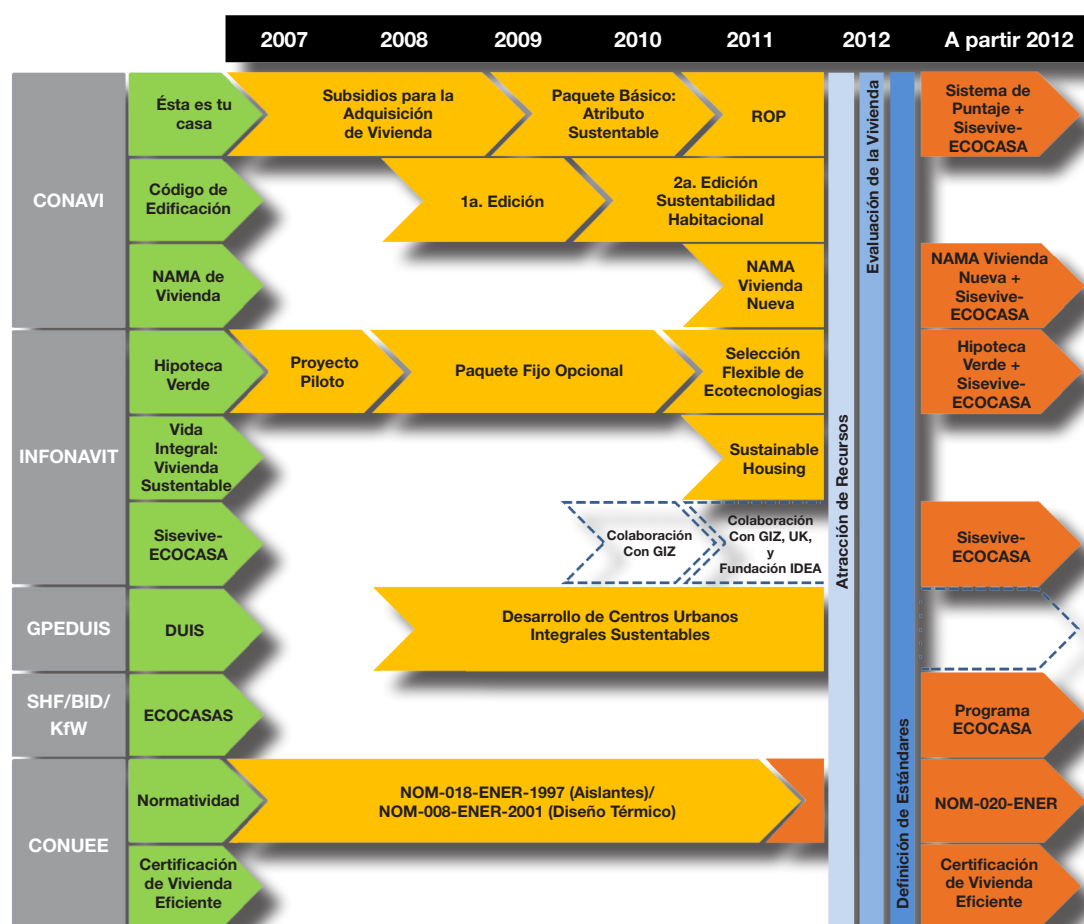 2007 2008 2009 2010 2011 2012 A partir 2012
CONAVI
Ésta es tu
casa
Subsidios para la
Adquisición
de Vivienda
Paquete Básico:
Atributo
Sustentable
ROP
Sistema de
Puntaje +
Sisevive-
ECOCASA
Código de
Edificación
1a. Edición
2a. Edición
Sustentabilidad
Habitacional
NAMA de
Vivienda
NAMA
Vivienda
Nueva
NAMA Vivienda
Nueva +
Sisevive-
ECOCASA
INFONAVIT
Hipoteca
Verde
Proyecto
Piloto
Paquete Fijo Opcional
Selección
Flexible de
Ecotecnologias
Hipoteca
Verde +
Sisevive-
ECOCASA
Vida
Integral:
Vivienda
Sustentable
Sustainable
Housing
Sisevive-
ECOCASA
Colaboración
Con GIZ
Colaboración
Con GIZ, UK,
y
Fundación IDEA
Sisevive-
ECOCASA
GPEDUIS
DUIS
Desarrollo de Centros Urbanos
Integrales Sustentables
SHF/BID/
KfW
ECOCASAS
Programa
ECOCASA
CONUEE
Normatividad
NOM-018-ENER-1997 (Aislantes)/
NOM-008-ENER-2001 (Diseño Térmico)
NOM-020-ENER
Certificación
de Vivienda
Eficiente
Certificación
de Vivienda
Eficiente
Atracción de Recursos
Evaluación de la Vivienda
Definición de Estándares